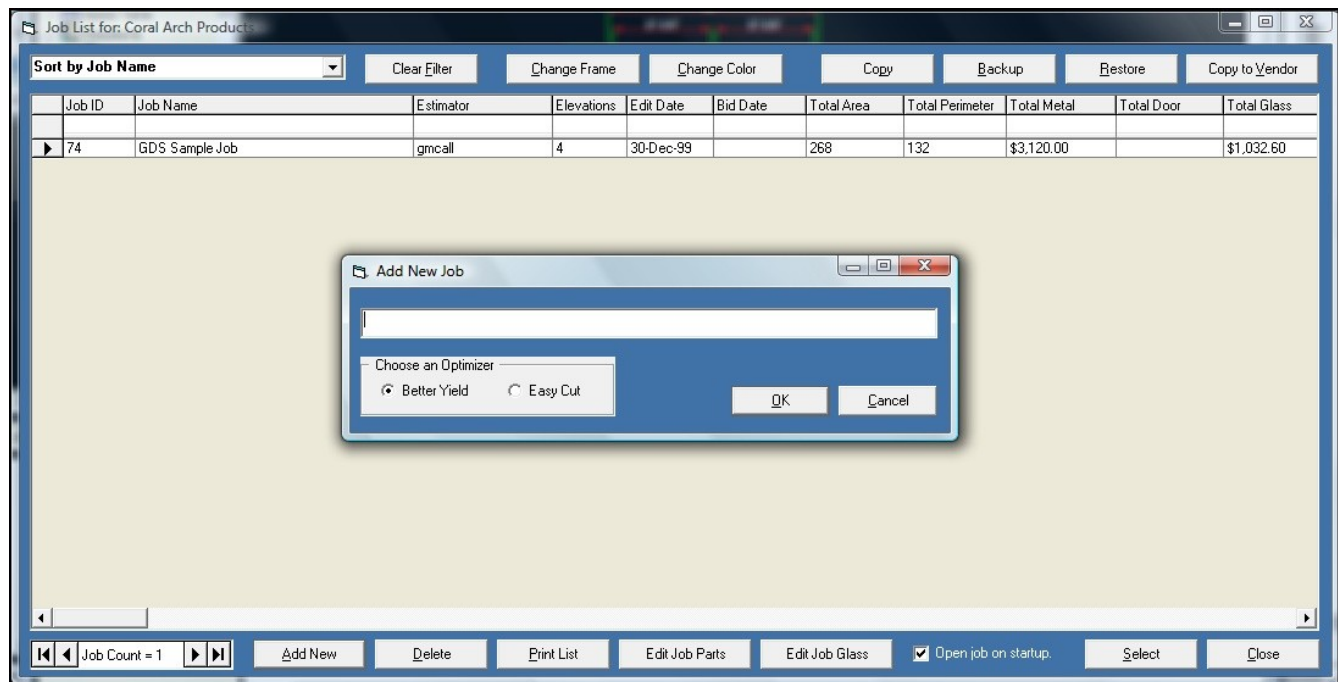 Job List for: Coral Arch Products
Sort by Job Name Clear Filter Change Frame Change Color Copy Backup Restore Copy to Vendor
Job ID Job Name Estimator Elevations Edit Date Bid Date Total Area Total Perimeter Total Metal Total Door Total Glass
74 GDS Sample Job gmcall 4 30-Dec-99 268 132 $3,120.00 $1,032.60
Add New Job
Choose an Optimizer
Better Yield Easy Cut
OK Cancel
Job Count = 1 Add New Delete Print List Edit Job Parts Edit Job Glass Open job on startup. Select Close